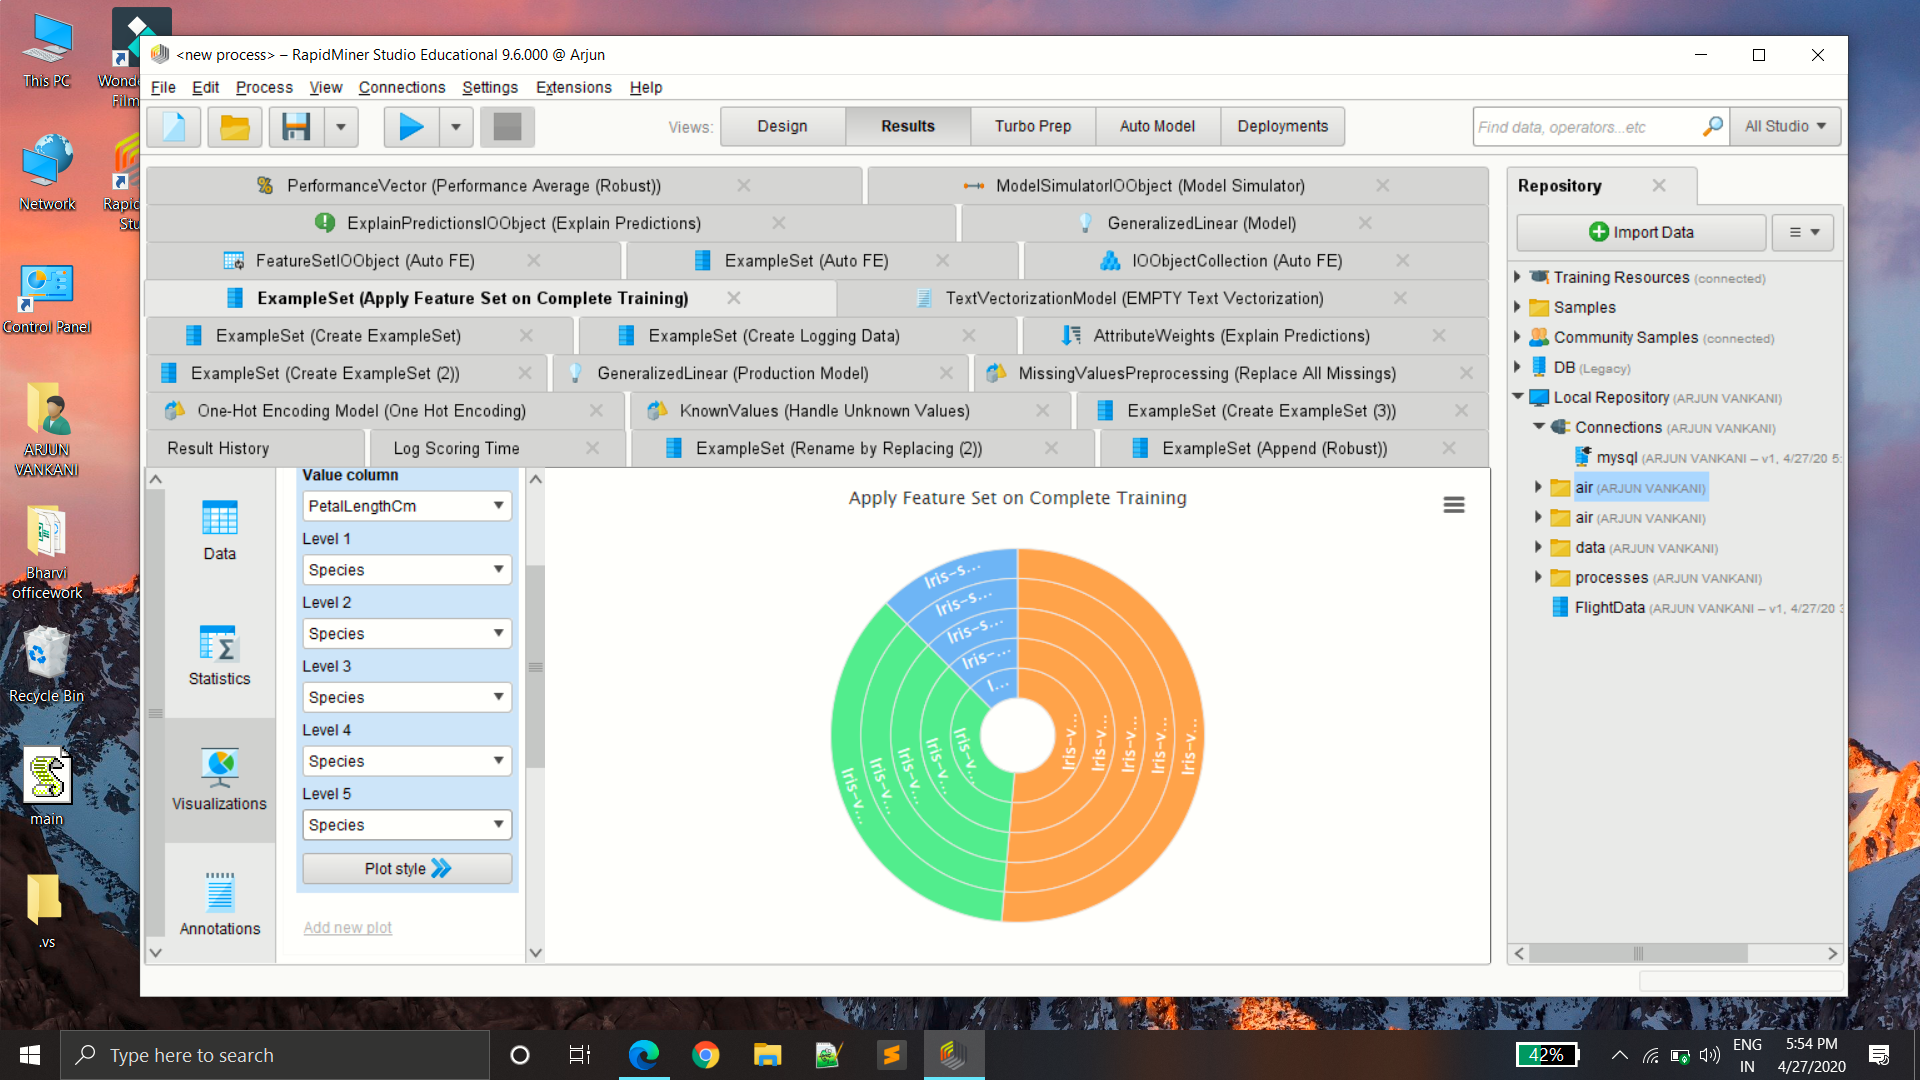 This PC
Wonde
Film
Network
Rapid
Stu
Control Panel
ARJUN
VANKANI
Bharvi
officework
Recycle Bin
main
.vs
<new process> – RapidMiner Studio Educational 9.6.000 @ Arjun
File Edit Process View Connections Settings Extensions Help
Views: Design Results Turbo Prep Auto Model Deployments
Find data, operators...etc All Studio
PerformanceVector (Performance Average (Robust)) ModelSimulatorIOObject (Model Simulator)
ExplainPredictionsIOObject (Explain Predictions) GeneralizedLinear (Model)
FeatureSetIOObject (Auto FE) ExampleSet (Auto FE) IOObjectCollection (Auto FE)
ExampleSet (Apply Feature Set on Complete Training) TextVectorizationModel (EMPTY Text Vectorization)
ExampleSet (Create ExampleSet) ExampleSet (Create Logging Data) AttributeWeights (Explain Predictions)
ExampleSet (Create ExampleSet (2)) GeneralizedLinear (Production Model) MissingValuesPreprocessing (Replace All Missings)
One-Hot Encoding Model (One Hot Encoding) KnownValues (Handle Unknown Values) ExampleSet (Create ExampleSet (3))
Result History Log Scoring Time ExampleSet (Rename by Replacing (2)) ExampleSet (Append (Robust))
Data
Statistics
Visualizations
Annotations
Value column
PetalLengthCm
Level 1
Species
Level 2
Species
Level 3
Species
Level 4
Species
Level 5
Species
Plot style
Add new plot
Apply Feature Set on Complete Training
Iris-s...
Iris-s...
Iris-s...
Iris-...
I...
Iris-v...
Iris-v...
Iris-v...
Iris-v...
Iris-v...
Iris-v...
Iris-v...
Iris-v...
Iris-v...
Iris-v...
Repository
Import Data
Training Resources (connected)
Samples
Community Samples (connected)
DB (Legacy)
Local Repository (ARJUN VANKANI)
Connections (ARJUN VANKANI)
mysql (ARJUN VANKANI – v1, 4/27/20 5:
air (ARJUN VANKANI)
air (ARJUN VANKANI)
data (ARJUN VANKANI)
processes (ARJUN VANKANI)
FlightData (ARJUN VANKANI – v1, 4/27/20 3
Type here to search
42%
ENG
IN
5:54 PM
4/27/2020